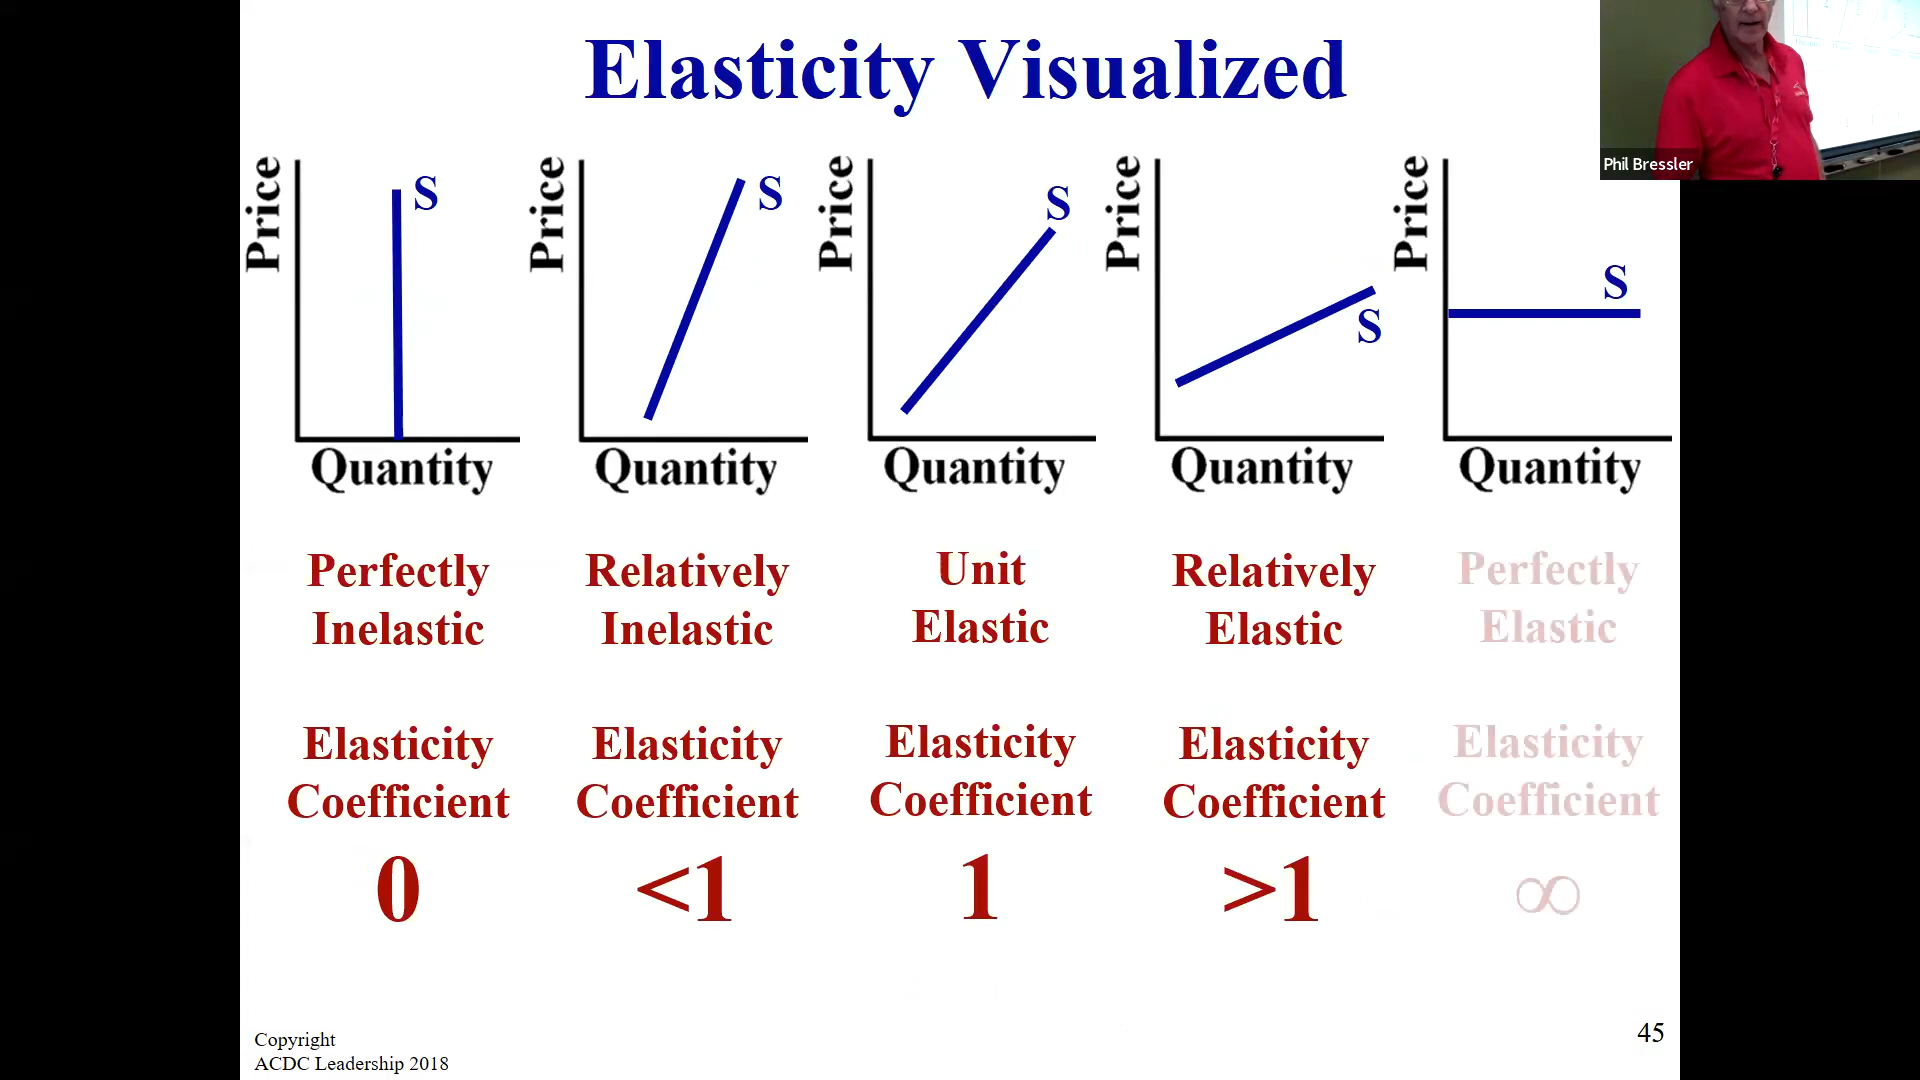 Elasticity Visualized
Phil Bressler
Price
S
Quantity
Price
S
Quantity
Price
S
Quantity
Price
S
Quantity
Price
S
Quantity
Perfectly
Inelastic
Relatively
Inelastic
Unit
Elastic
Relatively
Elastic
Perfectly
Elastic
Elasticity
Coefficient
0
Elasticity
Coefficient
<1
Elasticity
Coefficient
1
Elasticity
Coefficient
>1
Elasticity
Coefficient
∞
Copyright
ACDC Leadership 2018
45